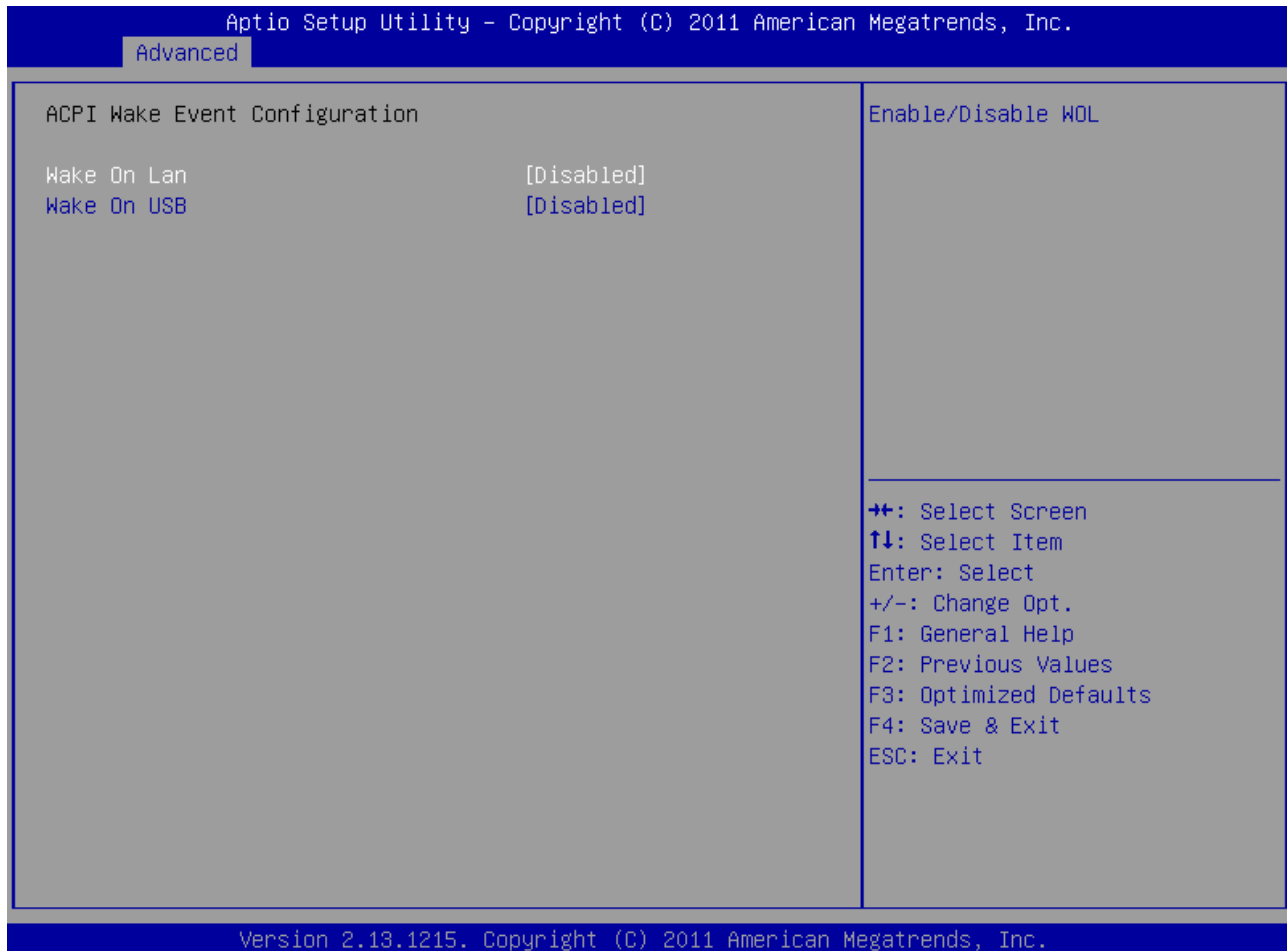 Aptio Setup Utility – Copyright (C) 2011 American Megatrends, Inc.
Advanced
ACPI Wake Event Configuration
Wake On Lan [Disabled]
Wake On USB [Disabled]
Enable/Disable WOL
→←: Select Screen
↑↓: Select Item
Enter: Select
+/-: Change Opt.
F1: General Help
F2: Previous Values
F3: Optimized Defaults
F4: Save & Exit
ESC: Exit
Version 2.13.1215. Copyright (C) 2011 American Megatrends, Inc.